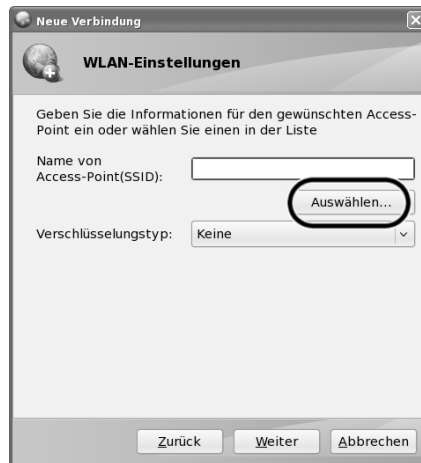 Neue Verbindung
WLAN-Einstellungen
Geben Sie die Informationen für den gewünschten Access-
Point ein oder wählen Sie einen in der Liste
Name von
Access-Point(SSID):
Auswählen...
Verschlüsselungstyp: Keine
Zurück Weiter Abbrechen